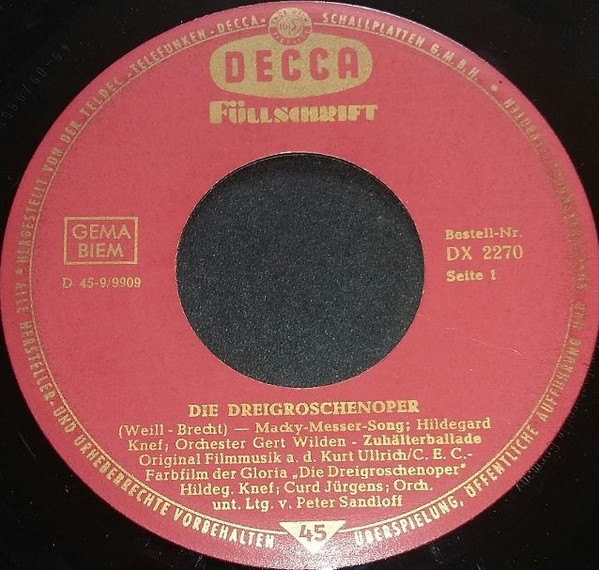 HERGESTELLT VON DER TELDEC - TELEFUNKEN - DECCA - SCHALLPLATTEN G.M.B.H.
DECCA
FÜLLSCHRIFT
GEMA
BIEM
D 45-9/9909
Bestell-Nr.
DX 2270
Seite 1
DIE DREIGROSCHENOPER
(Weill - Brecht) — Macky-Messer-Song; Hildegard
Knef; Orchester Gert Wilden - Zuhälterballade
Original Filmmusik a. d. Kurt Ullrich/C. E. C.-
Farbfilm der Gloria „Die Dreigroschenoper"
Hildeg. Knef; Curd Jürgens; Orch.
unt. Ltg. v. Peter Sandloff
ALLE HERSTELLER- UND URHEBERRECHTE VORBEHALTEN
45
ÜBERSPIELUNG, ÖFFENTLICHE AUFFÜHRUNG UND